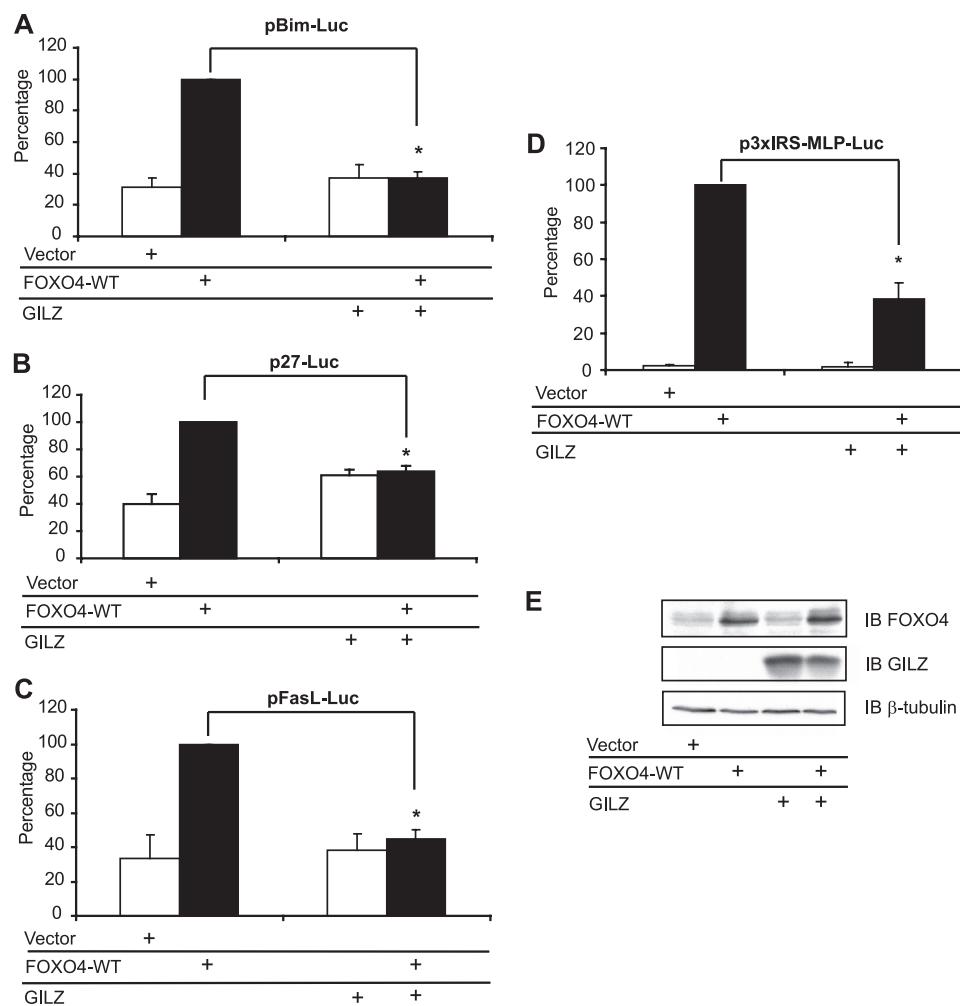 A
pBim-Luc
Percentage
120
100
80
60
40
20
0
*
Vector +
FOXO4-WT + +
GILZ + +
B
p27-Luc
Percentage
120
100
80
60
40
20
0
*
Vector +
FOXO4-WT + +
GILZ + +
C
pFasL-Luc
Percentage
120
100
80
60
40
20
0
*
Vector +
FOXO4-WT + +
GILZ + +
D
p3xIRS-MLP-Luc
Percentage
120
100
80
60
40
20
0
*
Vector +
FOXO4-WT + +
GILZ + +
E
IB FOXO4
IB GILZ
IB β-tubulin
Vector +
FOXO4-WT + +
GILZ + +